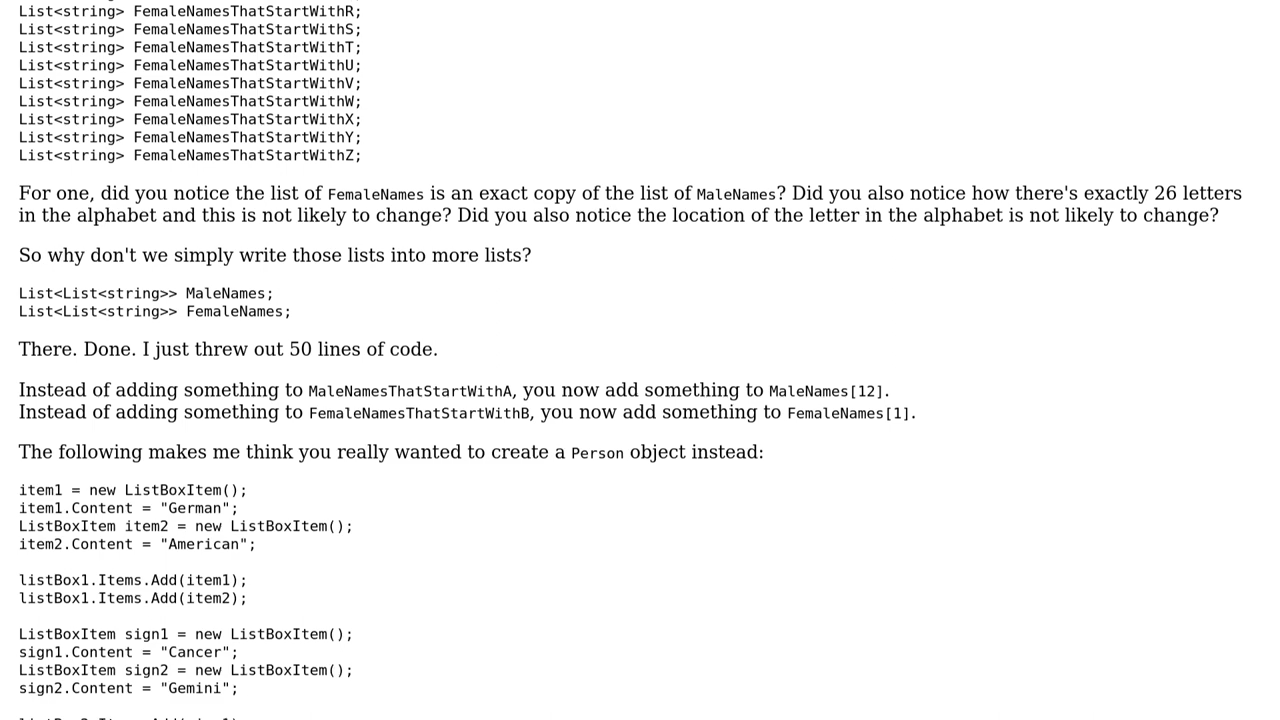 List<string> FemaleNamesThatStartWithR;
List<string> FemaleNamesThatStartWithS;
List<string> FemaleNamesThatStartWithT;
List<string> FemaleNamesThatStartWithU;
List<string> FemaleNamesThatStartWithV;
List<string> FemaleNamesThatStartWithW;
List<string> FemaleNamesThatStartWithX;
List<string> FemaleNamesThatStartWithY;
List<string> FemaleNamesThatStartWithZ;
For one, did you notice the list of FemaleNames is an exact copy of the list of MaleNames? Did you also notice how there's exactly 26 letters
in the alphabet and this is not likely to change? Did you also notice the location of the letter in the alphabet is not likely to change?
So why don't we simply write those lists into more lists?
List<List<string>> MaleNames;
List<List<string>> FemaleNames;
There. Done. I just threw out 50 lines of code.
Instead of adding something to MaleNamesThatStartWithA, you now add something to MaleNames[12].
Instead of adding something to FemaleNamesThatStartWithB, you now add something to FemaleNames[1].
The following makes me think you really wanted to create a Person object instead:
item1 = new ListBoxItem();
item1.Content = "German";
ListBoxItem item2 = new ListBoxItem();
item2.Content = "American";
listBox1.Items.Add(item1);
listBox1.Items.Add(item2);
ListBoxItem sign1 = new ListBoxItem();
sign1.Content = "Cancer";
ListBoxItem sign2 = new ListBoxItem();
sign2.Content = "Gemini";